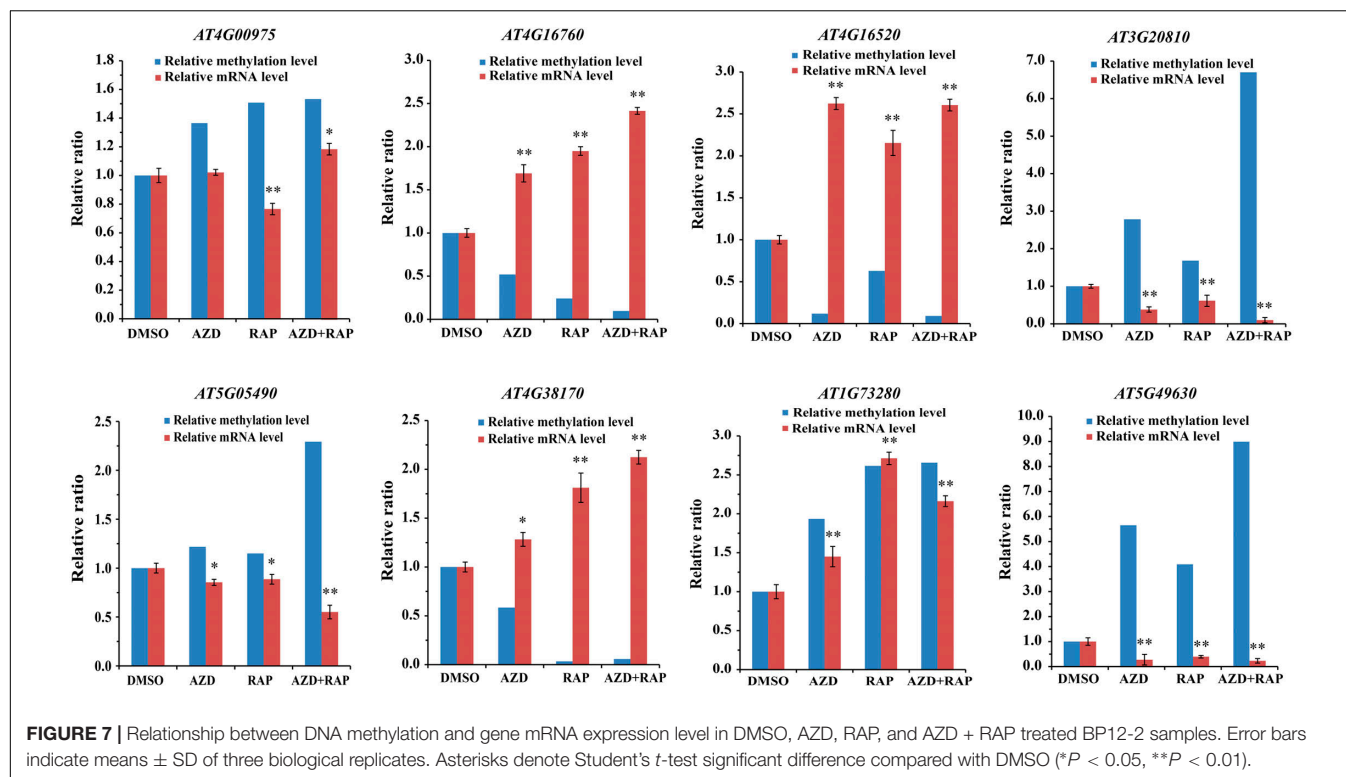 AT4G00975
Relative methylation level
Relative mRNA level
Relative ratio
1.8
1.6
1.4
1.2
1.0
0.8
0.6
0.4
0.2
0.0
**
*
DMSO AZD RAP AZD+RAP
AT4G16760
Relative methylation level
Relative mRNA level
Relative ratio
3.0
2.5
2.0
1.5
1.0
0.5
0.0
**
**
**
DMSO AZD RAP AZD+RAP
AT4G16520
Relative methylation level
Relative mRNA level
Relative ratio
3.0
2.5
2.0
1.5
1.0
0.5
0.0
**
**
**
DMSO AZD RAP AZD+RAP
AT3G20810
Relative methylation level
Relative mRNA level
Relative ratio
7.0
6.0
5.0
4.0
3.0
2.0
1.0
0.0
**
**
**
DMSO AZD RAP AZD+RAP
AT5G05490
Relative methylation level
Relative mRNA level
Relative ratio
2.5
2.0
1.5
1.0
0.5
0.0
*
*
**
DMSO AZD RAP AZD+RAP
AT4G38170
Relative methylation level
Relative mRNA level
Relative ratio
2.5
2.0
1.5
1.0
0.5
0.0
*
**
**
DMSO AZD RAP AZD+RAP
AT1G73280
Relative methylation level
Relative mRNA level
Relative ratio
3.0
2.5
2.0
1.5
1.0
0.5
0.0
**
**
**
DMSO AZD RAP AZD+RAP
AT5G49630
Relative methylation level
Relative mRNA level
Relative ratio
10.0
9.0
8.0
7.0
6.0
5.0
4.0
3.0
2.0
1.0
0.0
**
**
**
DMSO AZD RAP AZD+RAP
FIGURE 7 | Relationship between DNA methylation and gene mRNA expression level in DMSO, AZD, RAP, and AZD + RAP treated BP12-2 samples. Error bars
indicate means ± SD of three biological replicates. Asterisks denote Student's t-test significant difference compared with DMSO (*P < 0.05, **P < 0.01).